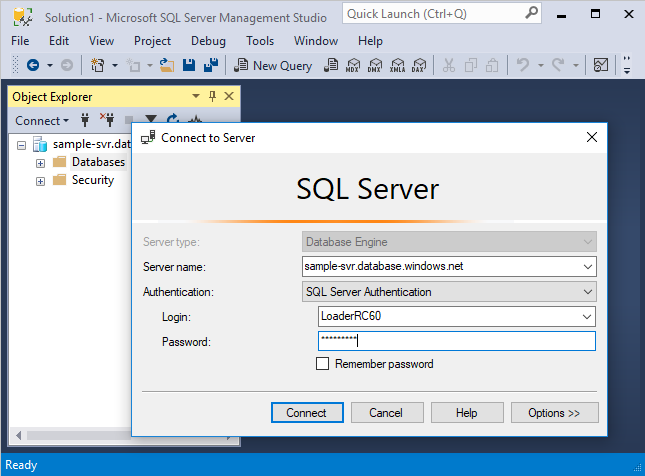 Solution1 - Microsoft SQL Server Management Studio
Quick Launch (Ctrl+Q)
File Edit View Project Debug Tools Window Help
New Query MDX DMX XMLA DAX
Object Explorer
Connect
sample-svr.dat
Databases
Security
Connect to Server
SQL Server
Server type: Database Engine
Server name: sample-svr.database.windows.net
Authentication: SQL Server Authentication
Login: LoaderRC60
Password: *********
Remember password
Connect Cancel Help Options >>
Ready